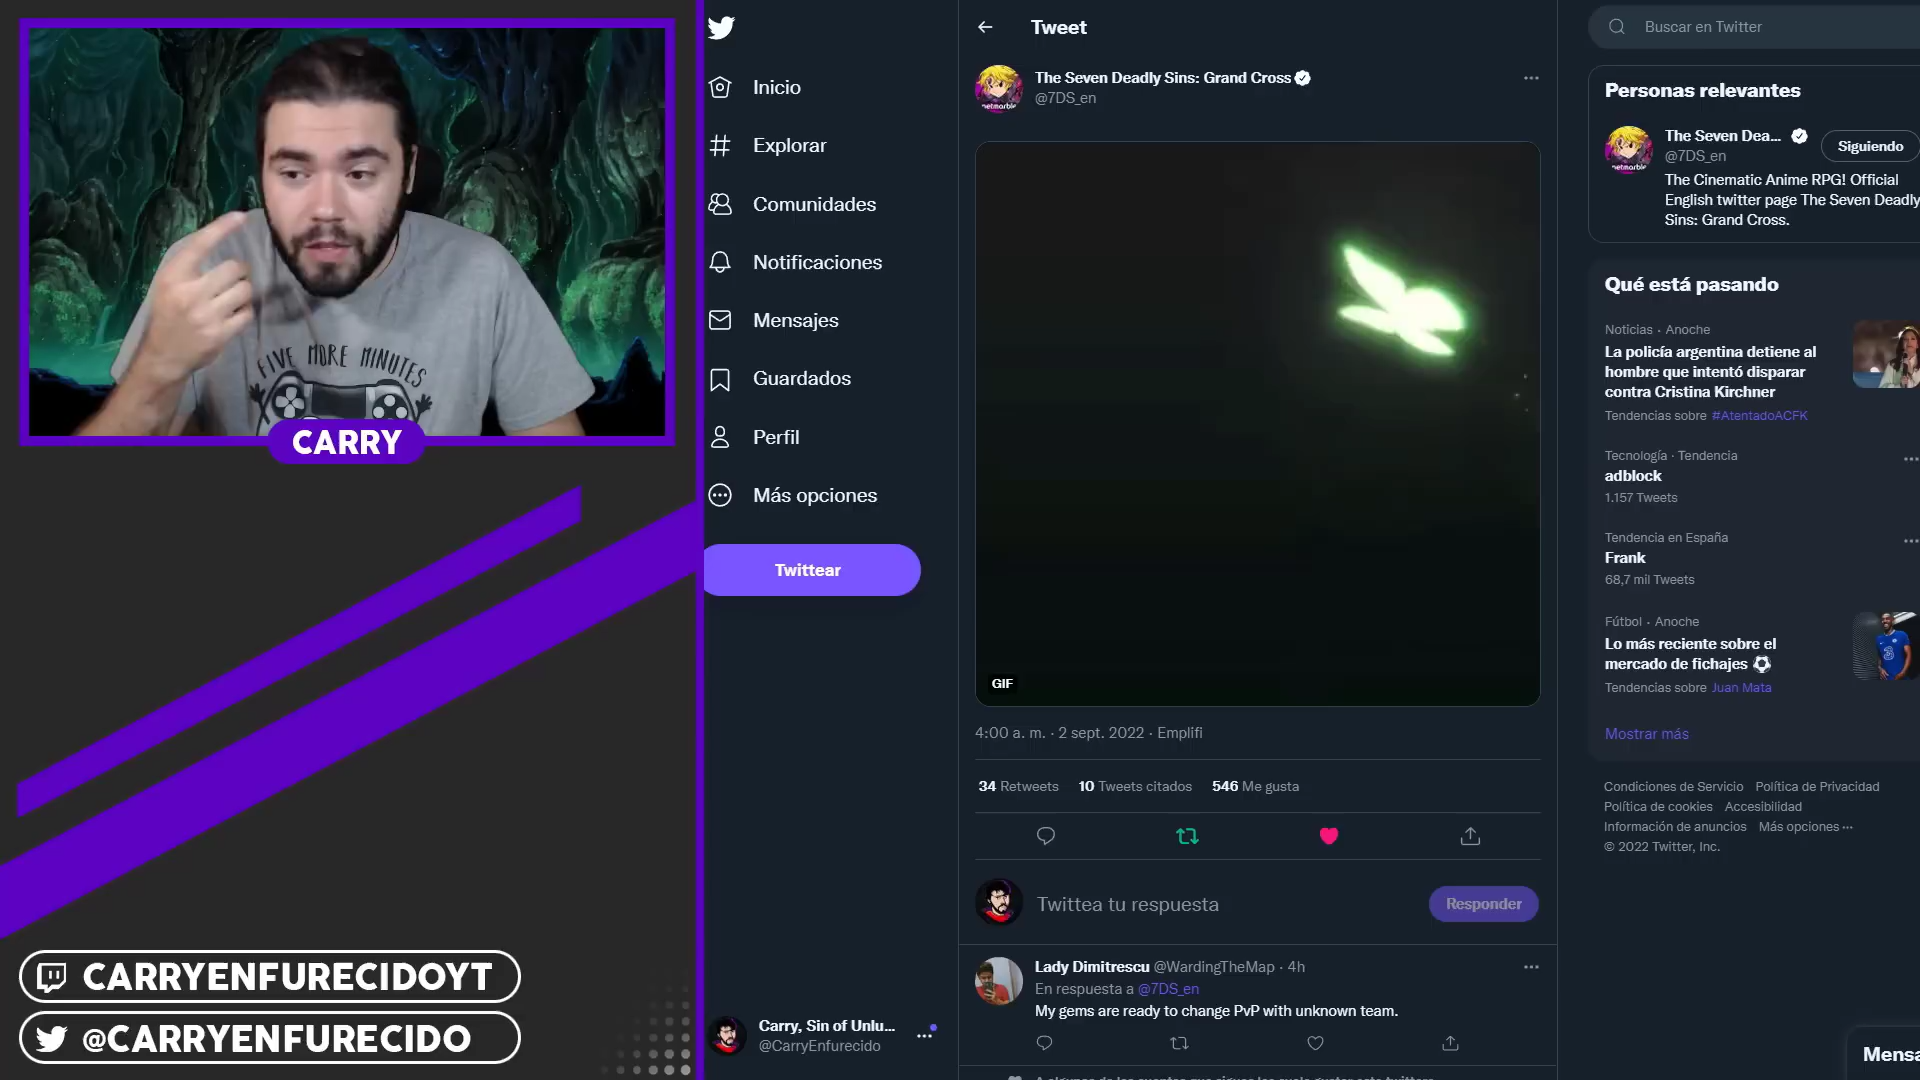 FIVE MORE MINUTES
CARRY
CARRYENFURECIDOYT
@CARRYENFURECIDO
Inicio
Explorar
Comunidades
Notificaciones
Mensajes
Guardados
Perfil
Más opciones
Twittear
Carry, Sin of Unlu...
@CarryEnfurecido
Tweet
The Seven Deadly Sins: Grand Cross
@7DS_en
netmarble
GIF
4:00 a. m. · 2 sept. 2022 · Emplifi
34 Retweets 10 Tweets citados 546 Me gusta
Twittea tu respuesta
Responder
Lady Dimitrescu @WardingTheMap · 4h
En respuesta a @7DS_en
My gems are ready to change PvP with unknown team.
Buscar en Twitter
Personas relevantes
The Seven Dea...
@7DS_en
Siguiendo
netmarble
The Cinematic Anime RPG! Official
English twitter page The Seven Deadly
Sins: Grand Cross.
Qué está pasando
Noticias · Anoche
La policía argentina detiene al
hombre que intentó disparar
contra Cristina Kirchner
Tendencias sobre #AtentadoACFK
Tecnología · Tendencia
adblock
1.157 Tweets
Tendencia en España
Frank
68,7 mil Tweets
Fútbol · Anoche
Lo más reciente sobre el
mercado de fichajes
Tendencias sobre Juan Mata
3
Mostrar más
Condiciones de Servicio Política de Privacidad
Política de cookies Accesibilidad
Información de anuncios Más opciones ···
© 2022 Twitter, Inc.
Mensa